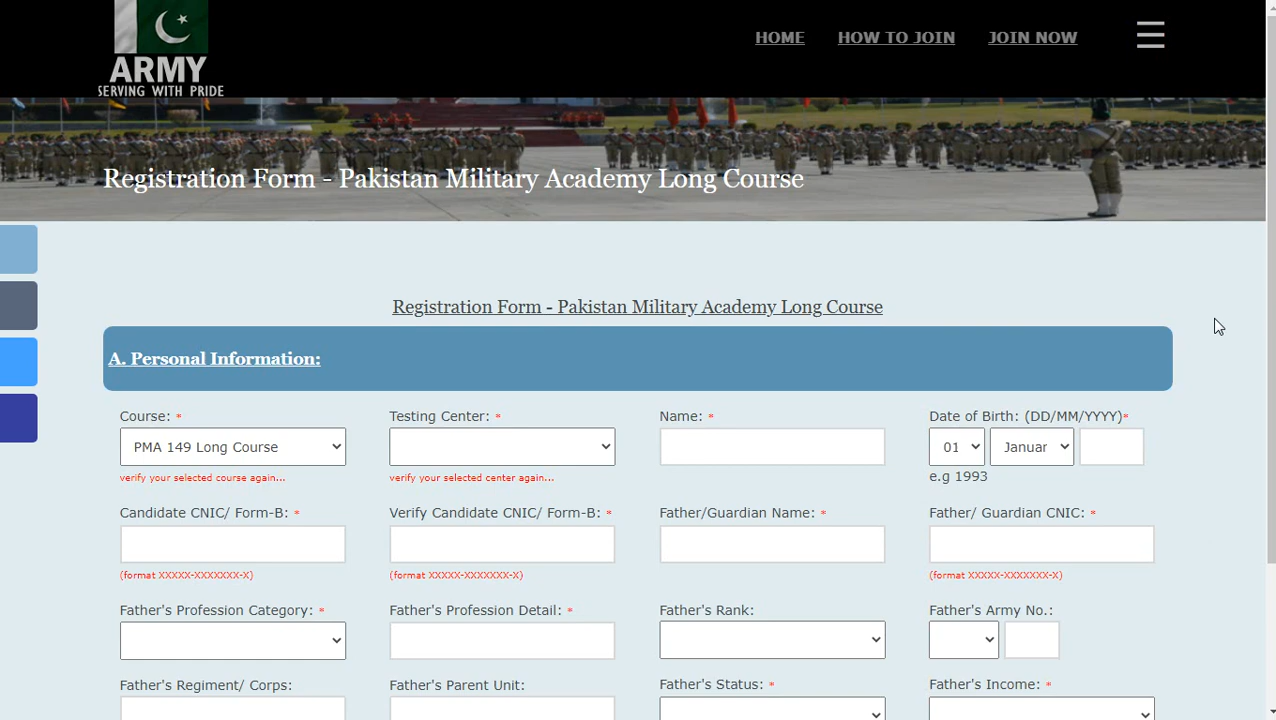 HOME HOW TO JOIN JOIN NOW
ARMY
SERVING WITH PRIDE
Registration Form - Pakistan Military Academy Long Course
Registration Form - Pakistan Military Academy Long Course
A. Personal Information:
Course: * Testing Center: * Name: * Date of Birth: (DD/MM/YYYY)*
PMA 149 Long Course 01 Januar
verify your selected course again... verify your selected center again... e.g 1993
Candidate CNIC/ Form-B: * Verify Candidate CNIC/ Form-B: * Father/Guardian Name: * Father/ Guardian CNIC: *
(format XXXXX-XXXXXXX-X) (format XXXXX-XXXXXXX-X) (format XXXXX-XXXXXXX-X)
Father's Profession Category: * Father's Profession Detail: * Father's Rank: Father's Army No.:
Father's Regiment/ Corps: Father's Parent Unit: Father's Status: * Father's Income: *